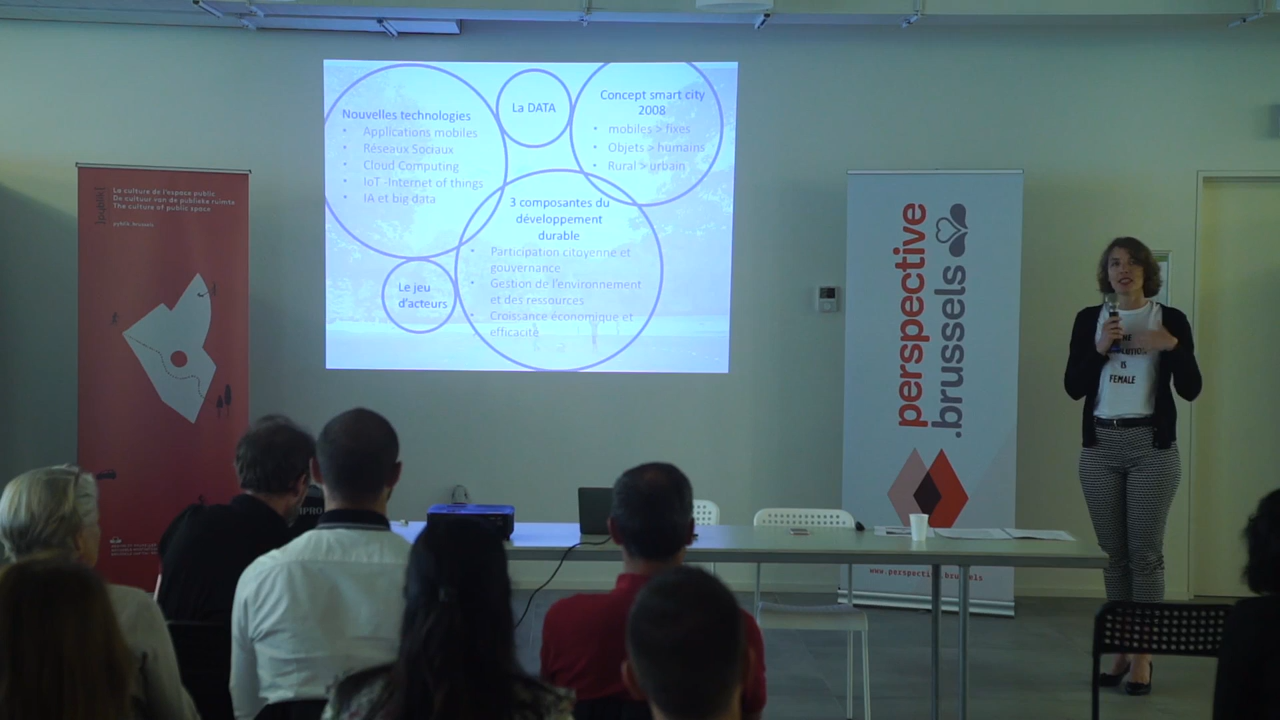 [pyblik]
La culture de l'espace public
De cultuur van de publieke ruimte
The culture of public space
Nouvelles technologies
• Applications mobiles
• Réseaux Sociaux
• Cloud Computing
• IoT -Internet of things
• IA et big data
La DATA
Concept smart city
2008
• mobiles > fixes
• Objets > humains
• Rural > urbain
3 composantes du
développement
durable
• Participation citoyenne et
gouvernance
• Gestion de l'environnement
et des ressources
• Croissance économique et
efficacité
Le jeu
d'acteurs
perspective
.brussels
www.perspective.brussels
IS
FEMALE